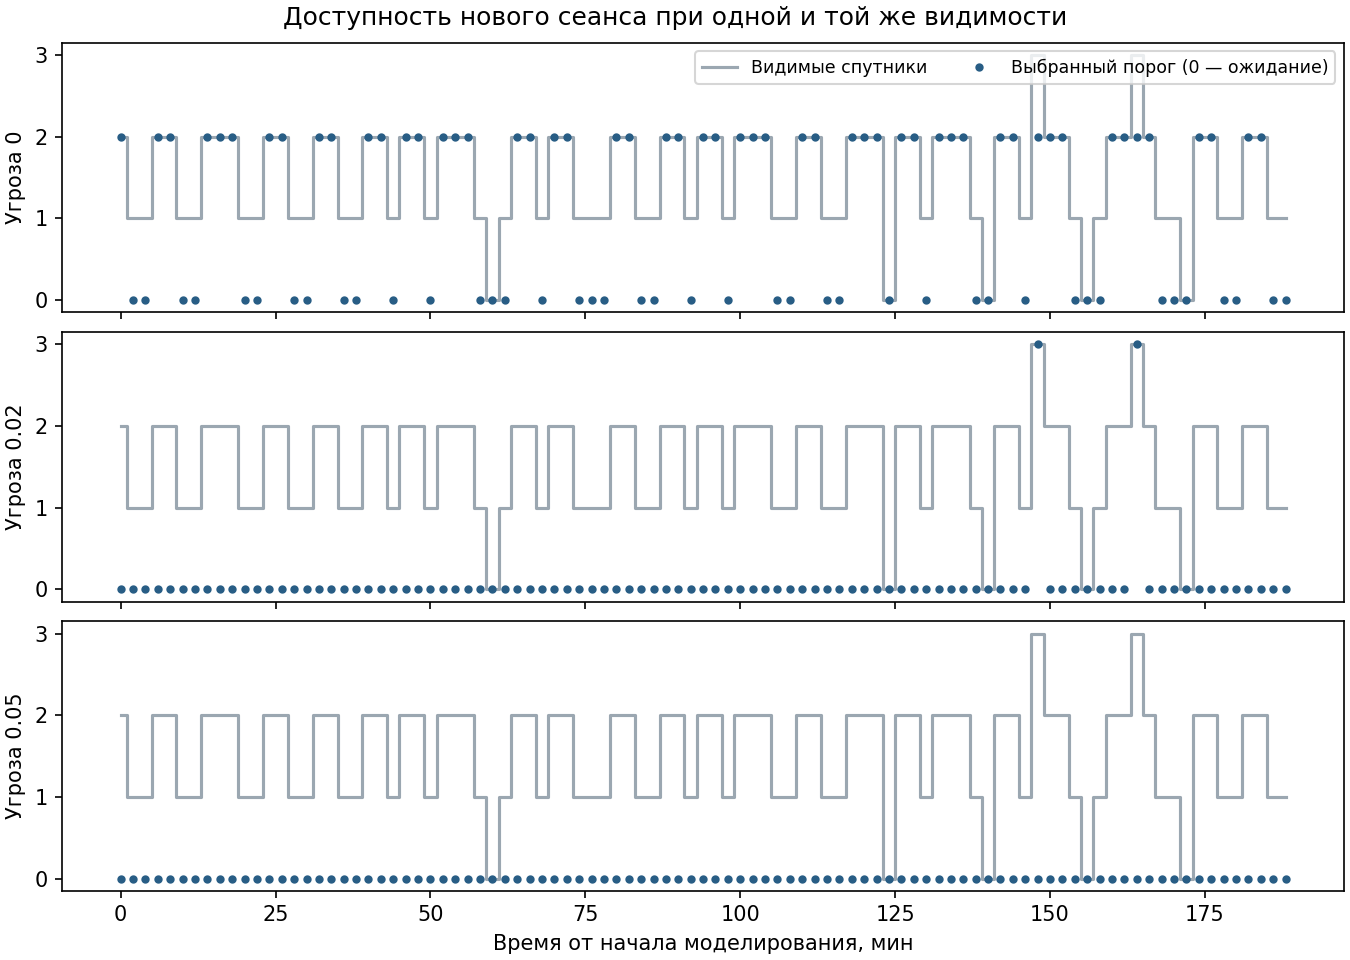 Доступность нового сеанса при одной и той же видимости
Видимые спутники
Выбранный порог (0 — ожидание)
Угроза 0
3
2
1
0
Угроза 0.02
3
2
1
0
Угроза 0.05
3
2
1
0
0 25 50 75 100 125 150 175
Время от начала моделирования, мин